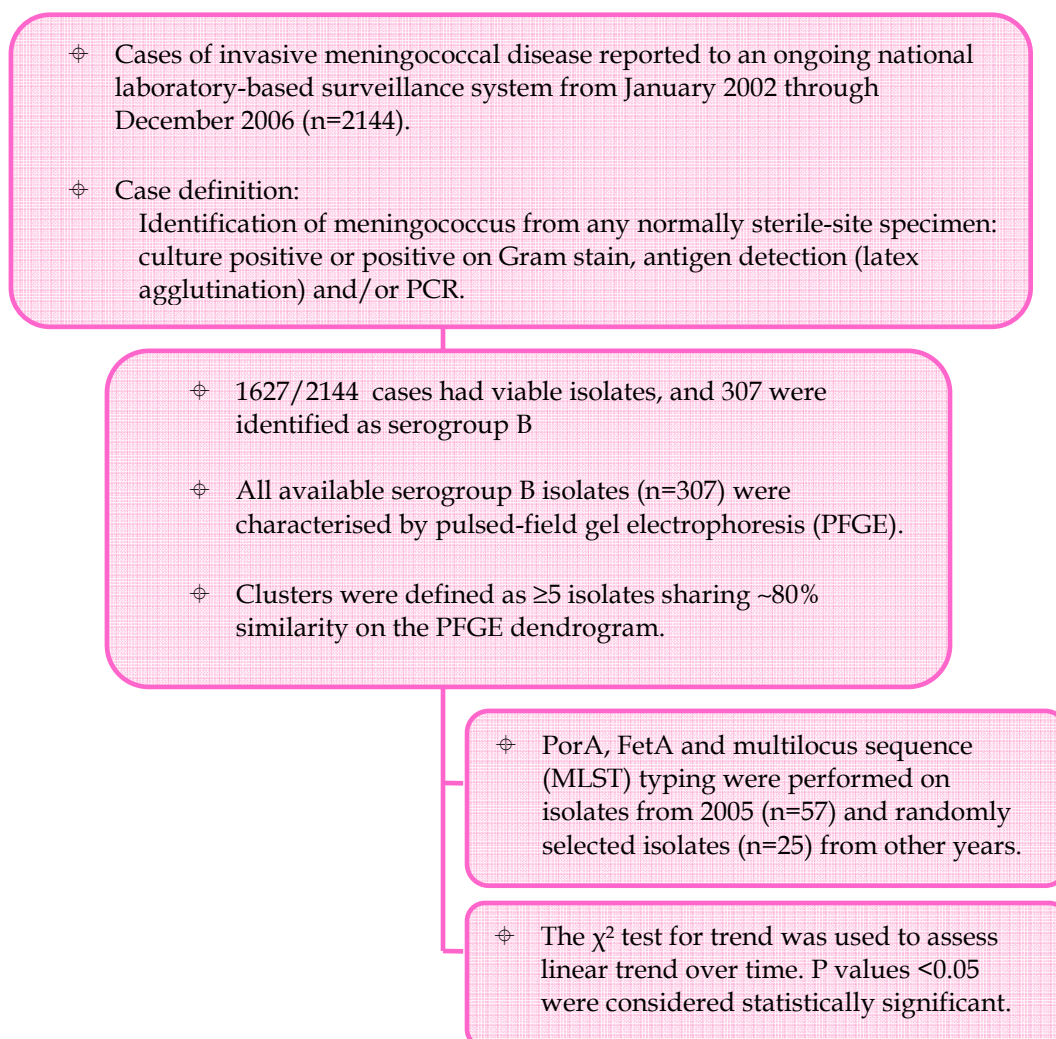 ⌖ Cases of invasive meningococcal disease reported to an ongoing national
laboratory-based surveillance system from January 2002 through
December 2006 (n=2144).
⌖ Case definition:
Identification of meningococcus from any normally sterile-site specimen:
culture positive or positive on Gram stain, antigen detection (latex
agglutination) and/or PCR.
⌖ 1627/2144 cases had viable isolates, and 307 were
identified as serogroup B
⌖ All available serogroup B isolates (n=307) were
characterised by pulsed-field gel electrophoresis (PFGE).
⌖ Clusters were defined as ≥5 isolates sharing ~80%
similarity on the PFGE dendrogram.
⌖ PorA, FetA and multilocus sequence
(MLST) typing were performed on
isolates from 2005 (n=57) and randomly
selected isolates (n=25) from other years.
⌖ The χ² test for trend was used to assess
linear trend over time. P values <0.05
were considered statistically significant.